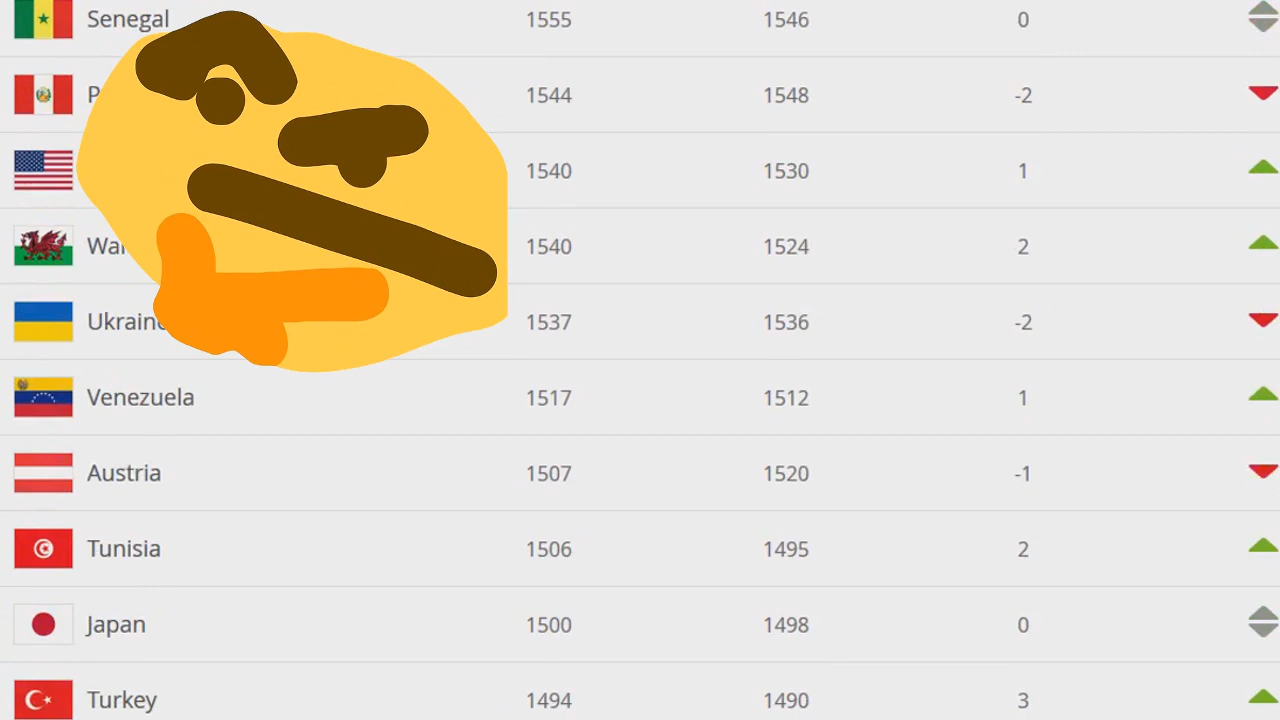 Senegal 1555 1546 0
P 1544 1548 -2
1540 1530 1
Wa 1540 1524 2
Ukraine 1537 1536 -2
Venezuela 1517 1512 1
Austria 1507 1520 -1
Tunisia 1506 1495 2
Japan 1500 1498 0
Turkey 1494 1490 3